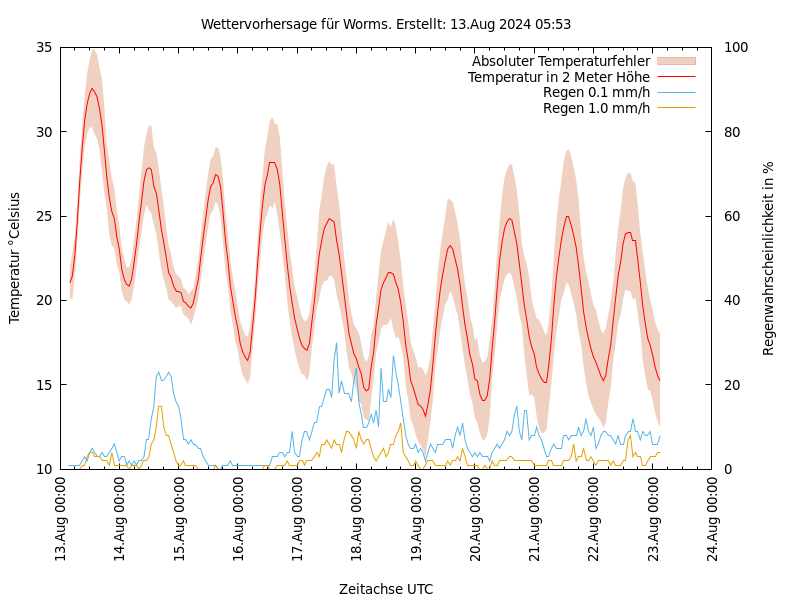 Wettervorhersage für Worms. Erstellt: 13.Aug 2024 05:53
Absoluter Temperaturfehler
Temperatur in 2 Meter Höhe
Regen 0.1 mm/h
Regen 1.0 mm/h
Temperatur °Celsius
35
30
25
20
15
10
Regenwahrscheinlichkeit in %
100
80
60
40
20
0
13.Aug 00:00
14.Aug 00:00
15.Aug 00:00
16.Aug 00:00
17.Aug 00:00
18.Aug 00:00
19.Aug 00:00
20.Aug 00:00
21.Aug 00:00
22.Aug 00:00
23.Aug 00:00
24.Aug 00:00
Zeitachse UTC